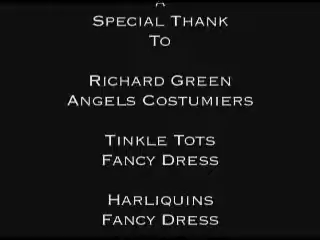 A
Special Thank
To
Richard Green
Angels Costumiers
Tinkle Tots
Fancy Dress
Harliquins
Fancy Dress